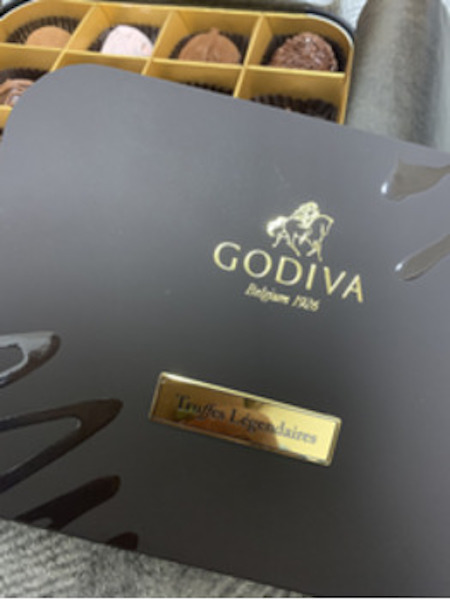 GODIVA
Belgium 1926
Truffes Légendaires